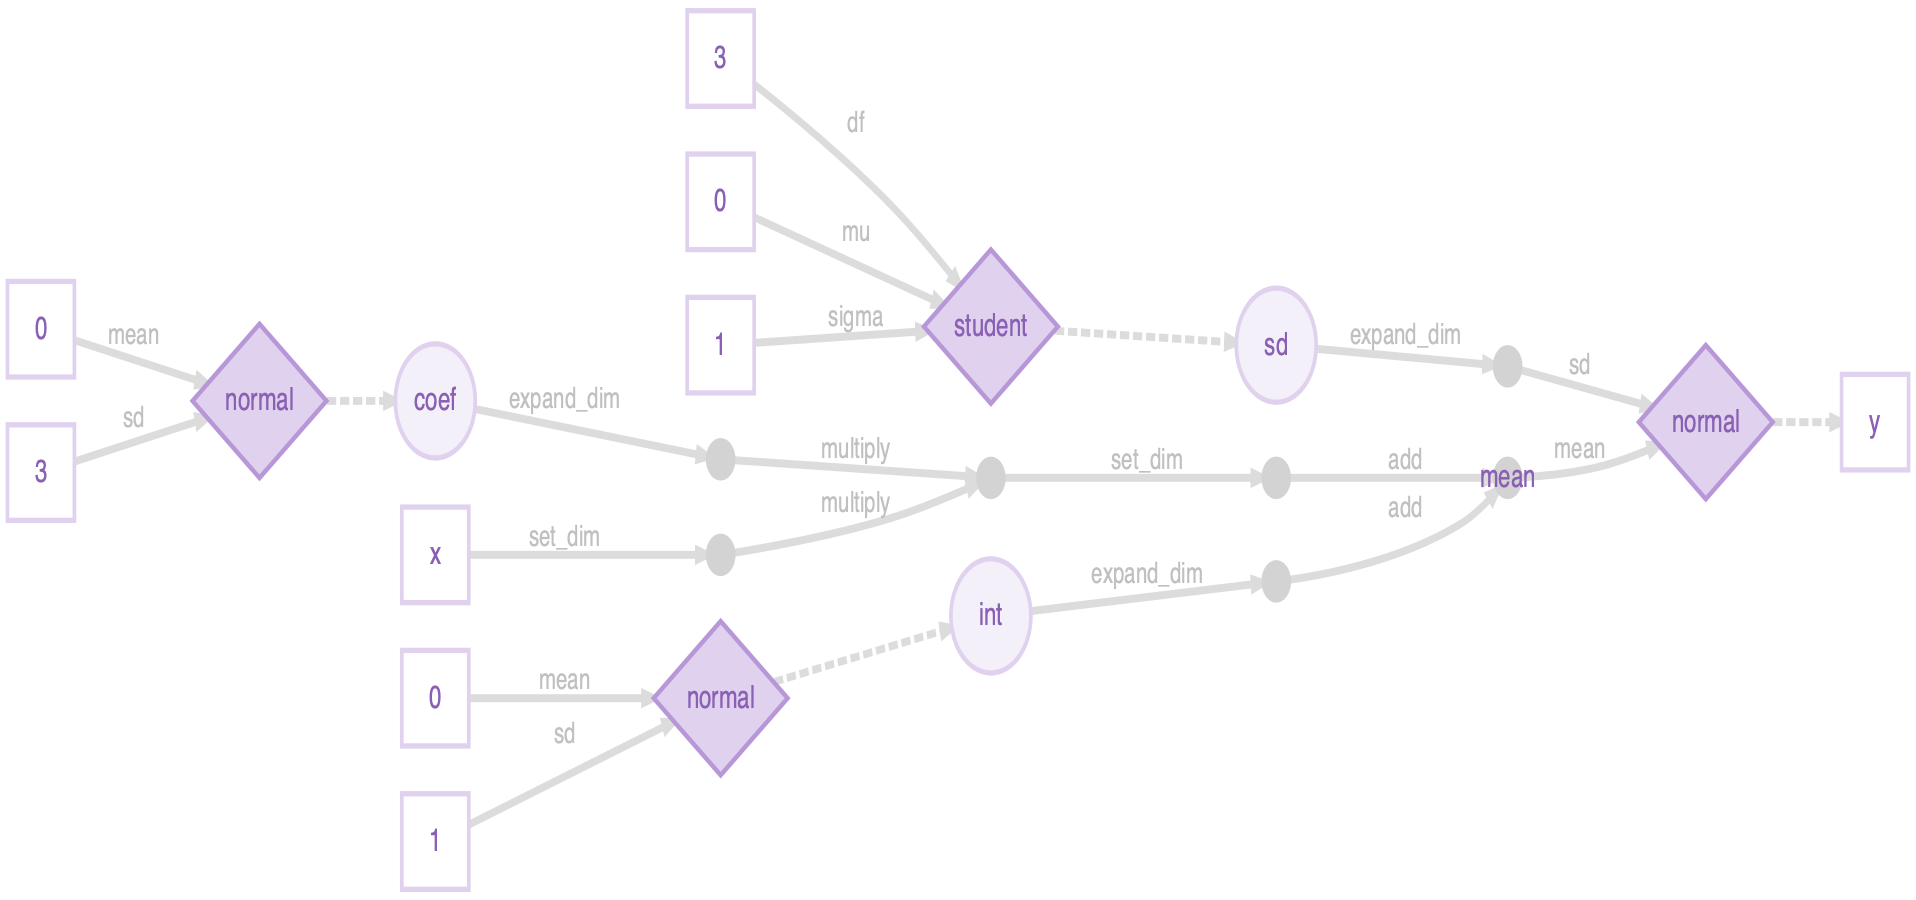 3
df
0
mu
sigma
1
student
sd
expand_dim
sd
0
mean
normal
coef
expand_dim
sd
3
multiply
multiply
set_dim
add
mean
mean
normal
y
add
x
set_dim
int
expand_dim
0
mean
normal
sd
1